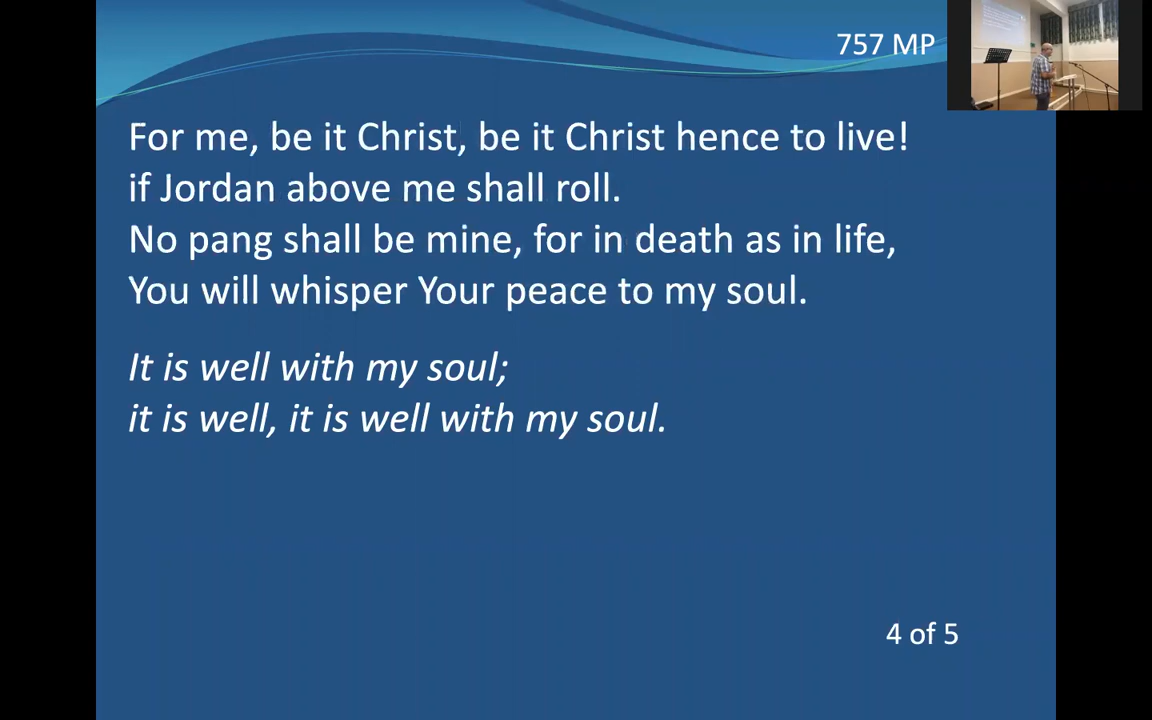 757 MP
For me, be it Christ, be it Christ hence to live!
if Jordan above me shall roll.
No pang shall be mine, for in death as in life,
You will whisper Your peace to my soul.
It is well with my soul;
it is well, it is well with my soul.
4 of 5